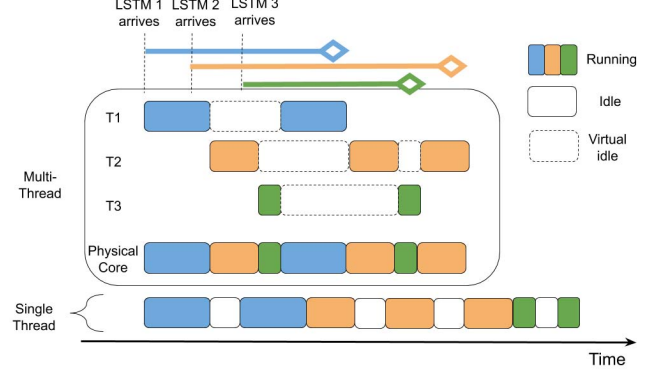 LSTM 1 LSTM 2 LSTM 3
arrives arrives arrives
Running
Idle
Virtual
idle
T1
T2
T3
Multi-
Thread
Physical
Core
Single
Thread
Time